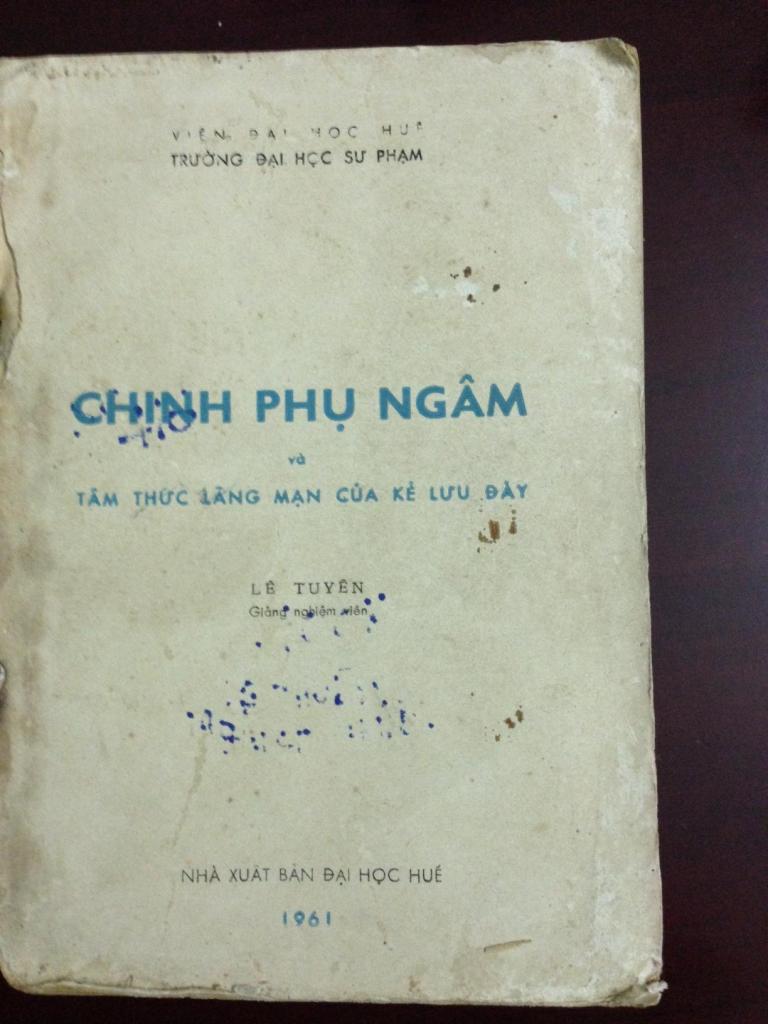 VIỆN ĐẠI HỌC HUẾ
TRƯỜNG ĐẠI HỌC SƯ PHẠM
CHINH PHỤ NGÂM
và
TÂM THỨC LÃNG MẠN CỦA KẺ LƯU ĐÀY
LÊ TUYÊN
Giảng nghiệm viên
NHÀ XUẤT BẢN ĐẠI HỌC HUẾ
1961